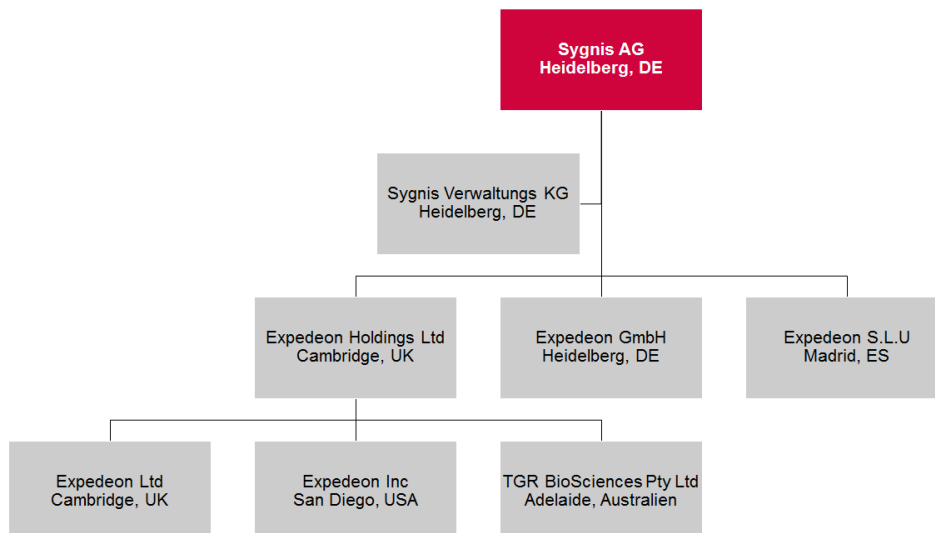 Sygnis AG
Heidelberg, DE
Sygnis Verwaltungs KG
Heidelberg, DE
Expedeon Holdings Ltd
Cambridge, UK
Expedeon GmbH
Heidelberg, DE
Expedeon S.L.U
Madrid, ES
Expedeon Ltd
Cambridge, UK
Expedeon Inc
San Diego, USA
TGR BioSciences Pty Ltd
Adelaide, Australien